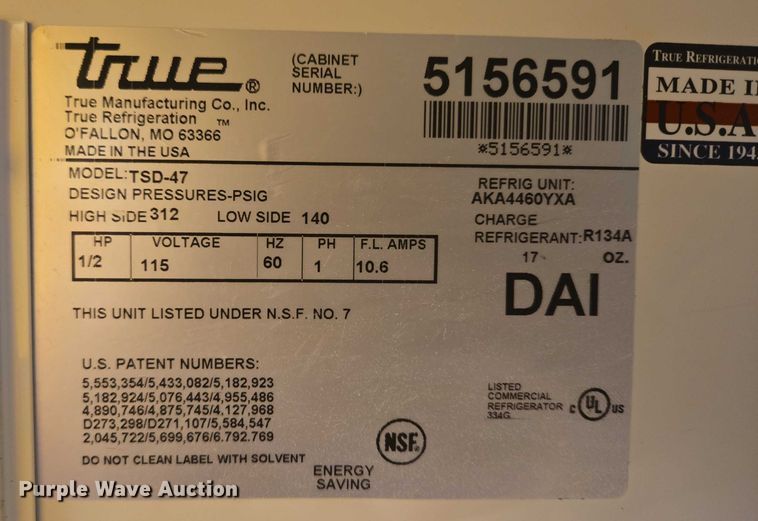 true®
True Manufacturing Co., Inc.
True Refrigeration ™
O'FALLON, MO 63366
MADE IN THE USA
(CABINET
SERIAL
NUMBER:)
5156591
*5156591*
MODEL:TSD-47
DESIGN PRESSURES-PSIG
HIGH SIDE 312 LOW SIDE 140
REFRIG UNIT:
AKA4460YXA
CHARGE
REFRIGERANT:R134A
17 OZ.
HP VOLTAGE HZ PH F.L. AMPS
1/2 115 60 1 10.6
DAI
THIS UNIT LISTED UNDER N.S.F. NO. 7
U.S. PATENT NUMBERS:
5,553,354/5,433,082/5,182,923
5,182,924/5,076,443/4,955,486
4,890,746/4,875,745/4,127,968
D273,298/D271,107/5,584,547
2,045,722/5,699,676/6.792.769
DO NOT CLEAN LABEL WITH SOLVENT
LISTED
COMMERCIAL
REFRIGERATOR
334G
C UL US
NSF®
ENERGY
SAVING
TRUE REFRIGERATI
MADE I
U.S.A
SINCE 194
Purple Wave Auction